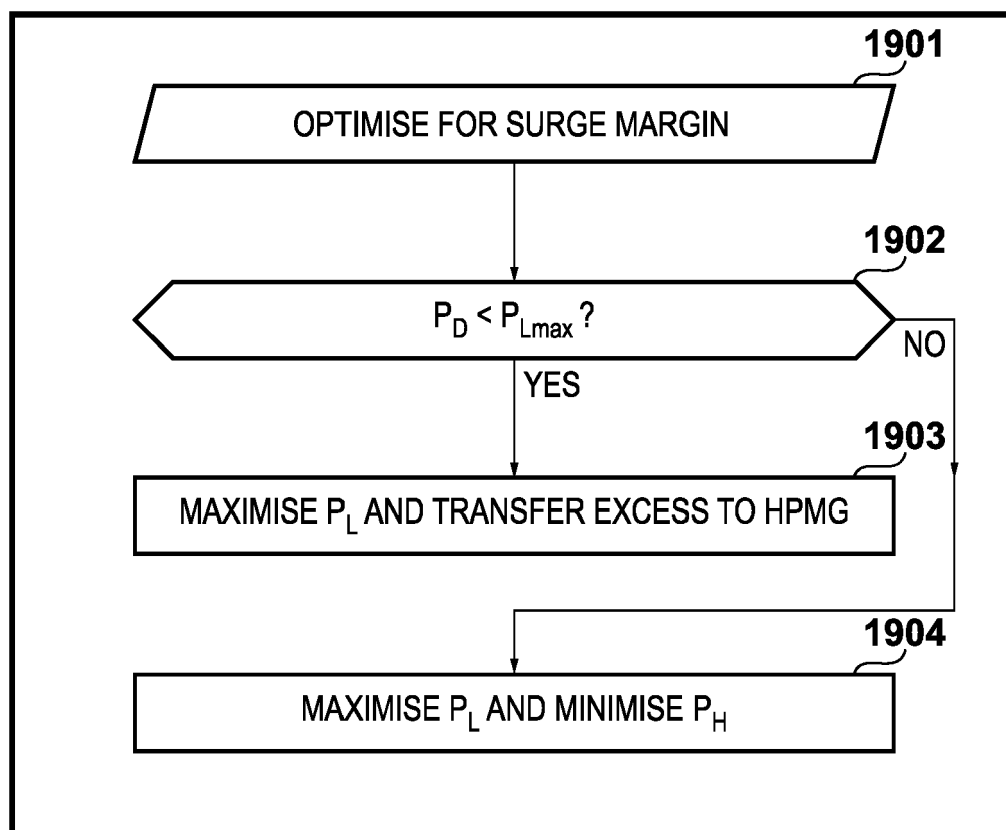 1901
OPTIMISE FOR SURGE MARGIN
1902
P_D < P_Lmax ?
NO
YES
1903
MAXIMISE P_L AND TRANSFER EXCESS TO HPMG
1904
MAXIMISE P_L AND MINIMISE P_H